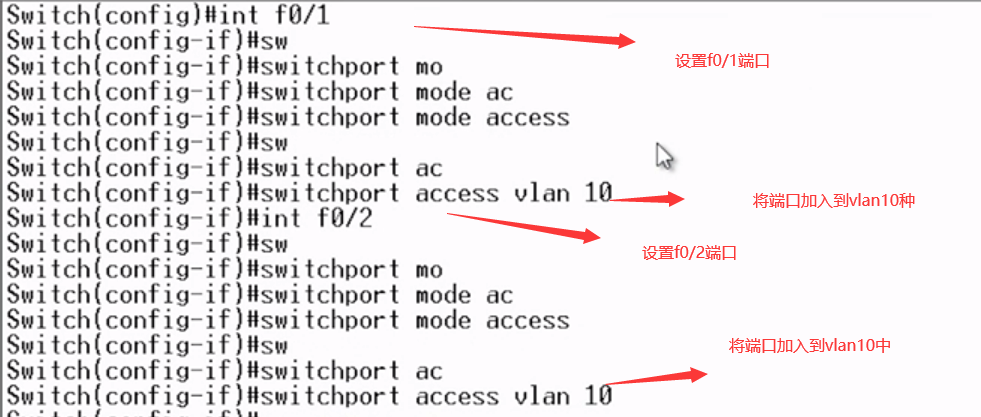 Switch(config)#int f0/1
设置f0/1端口
Switch(config-if)#sw
Switch(config-if)#switchport mo
Switch(config-if)#switchport mode ac
Switch(config-if)#switchport mode access
Switch(config-if)#sw
Switch(config-if)#switchport ac
Switch(config-if)#switchport access vlan 10
将端口加入到vlan10种
Switch(config-if)#int f0/2
设置f0/2端口
Switch(config-if)#sw
Switch(config-if)#switchport mo
Switch(config-if)#switchport mode ac
Switch(config-if)#switchport mode access
Switch(config-if)#sw
将端口加入到vlan10中
Switch(config-if)#switchport ac
Switch(config-if)#switchport access vlan 10
Switch(config-if)#